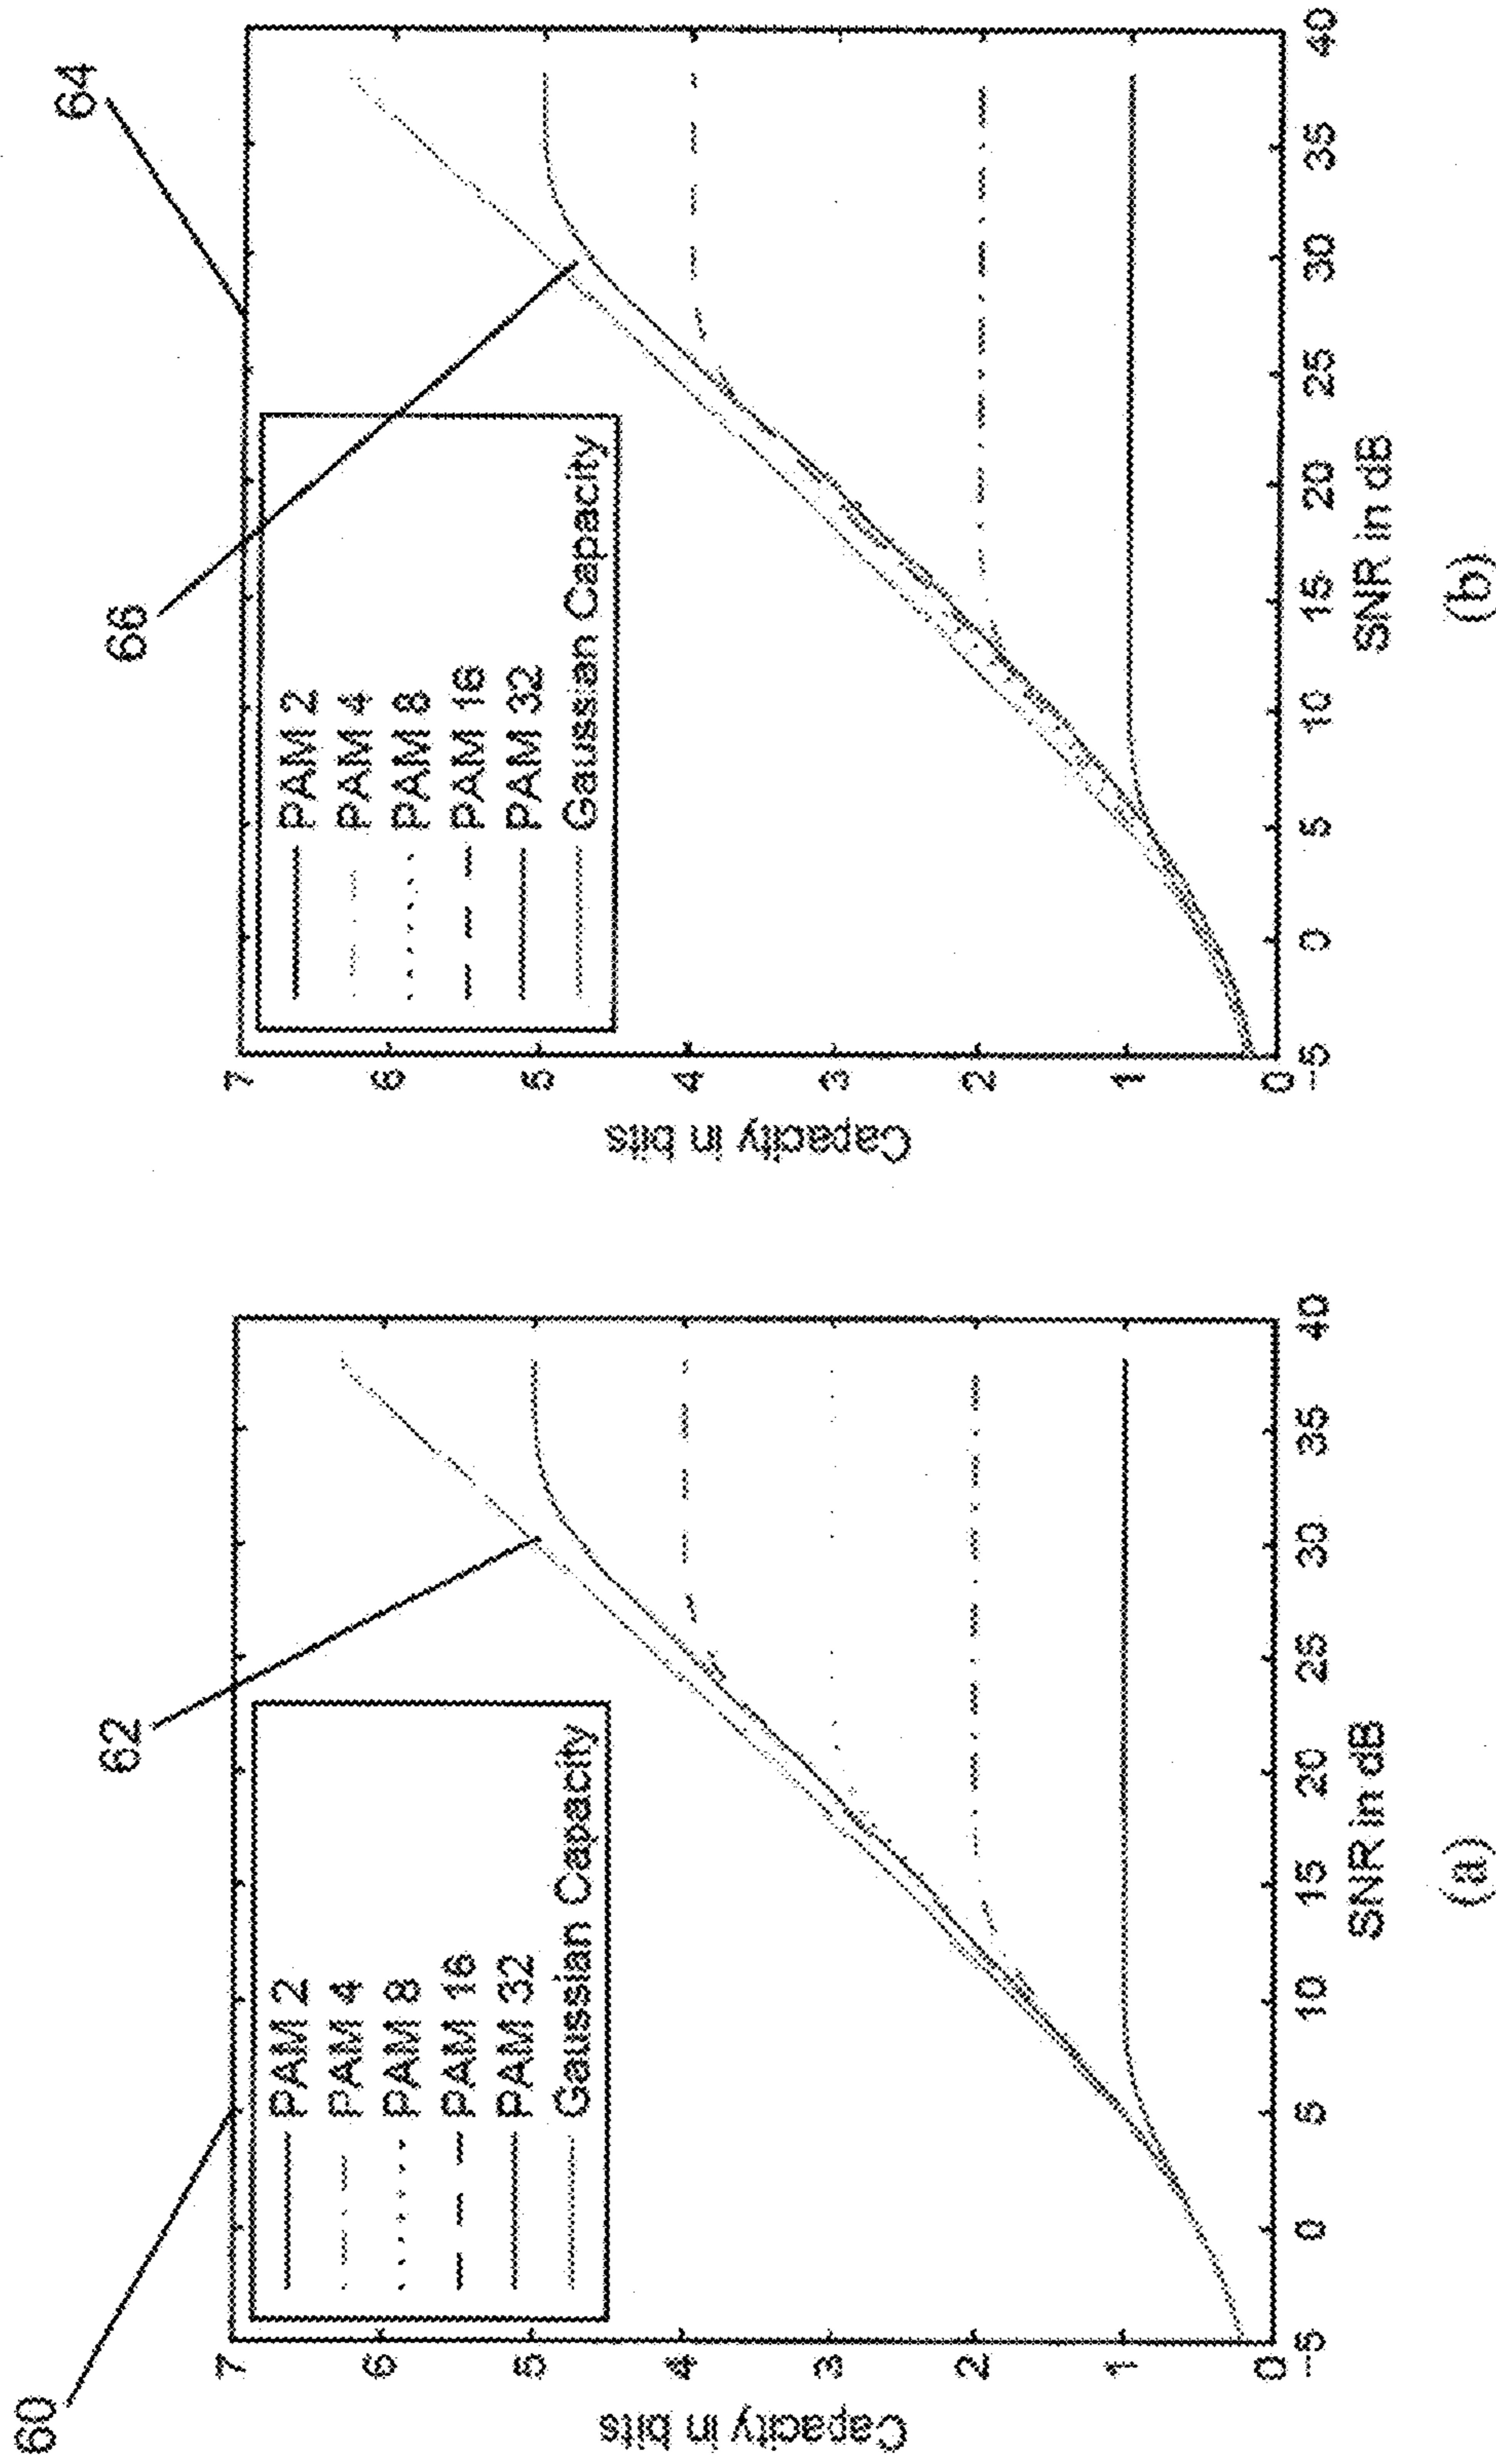 60
62
7
6
5
4
3
2
1
0
Capacity in bits
PAM 2
PAM 4
PAM 8
PAM 16
PAM 32
Gaussian Capacity
-5
0
5
10
15
20
25
30
35
40
SNR in dB
(a)
64
66
7
6
5
4
3
2
1
0
Capacity in bits
PAM 2
PAM 4
PAM 8
PAM 16
PAM 32
Gaussian Capacity
-5
0
5
10
15
20
25
30
35
40
SNR in dB
(b)